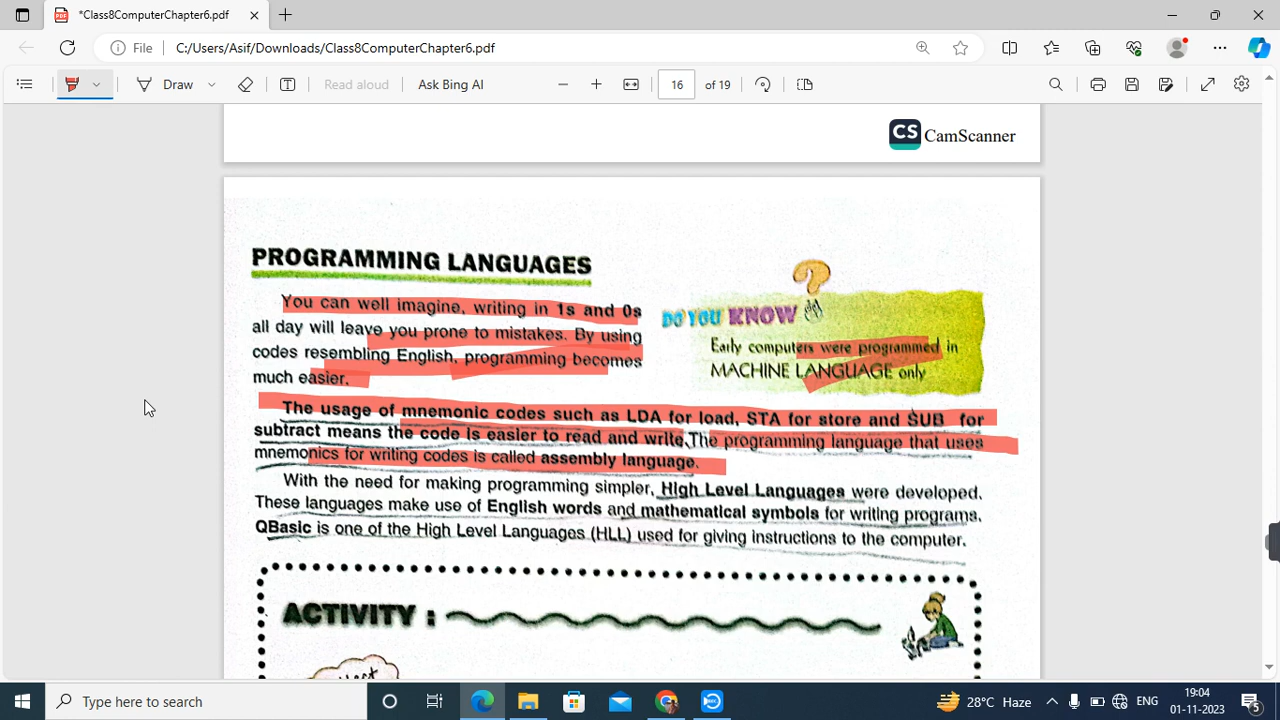 *Class8ComputerChapter6.pdf
File C:/Users/Asif/Downloads/Class8ComputerChapter6.pdf
Draw Read aloud Ask Bing AI 16 of 19
CS CamScanner
PROGRAMMING LANGUAGES
You can well imagine, writing in 1s and 0s
all day will leave you prone to mistakes. By using
codes resembling English, programming becomes
much easier.
DO YOU KNOW
Early computers were programmed in
MACHINE LANGUAGE only
The usage of mnemonic codes such as LDA for load, STA for store and SUB for
subtract means the code is easier to read and write. The programming language that uses
mnemonics for writing codes is called assembly language.
With the need for making programming simpler, High Level Languages were developed.
These languages make use of English words and mathematical symbols for writing programs.
QBasic is one of the High Level Languages (HLL) used for giving instructions to the computer.
ACTIVITY :
Type here to search
28°C Haze ENG 19:04
01-11-2023 5